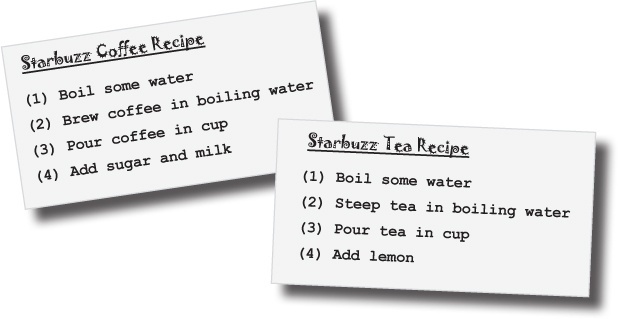 Starbuzz Coffee Recipe
(1) Boil some water
(2) Brew coffee in boiling water
(3) Pour coffee in cup
(4) Add sugar and milk
Starbuzz Tea Recipe
(1) Boil some water
(2) Steep tea in boiling water
(3) Pour tea in cup
(4) Add lemon